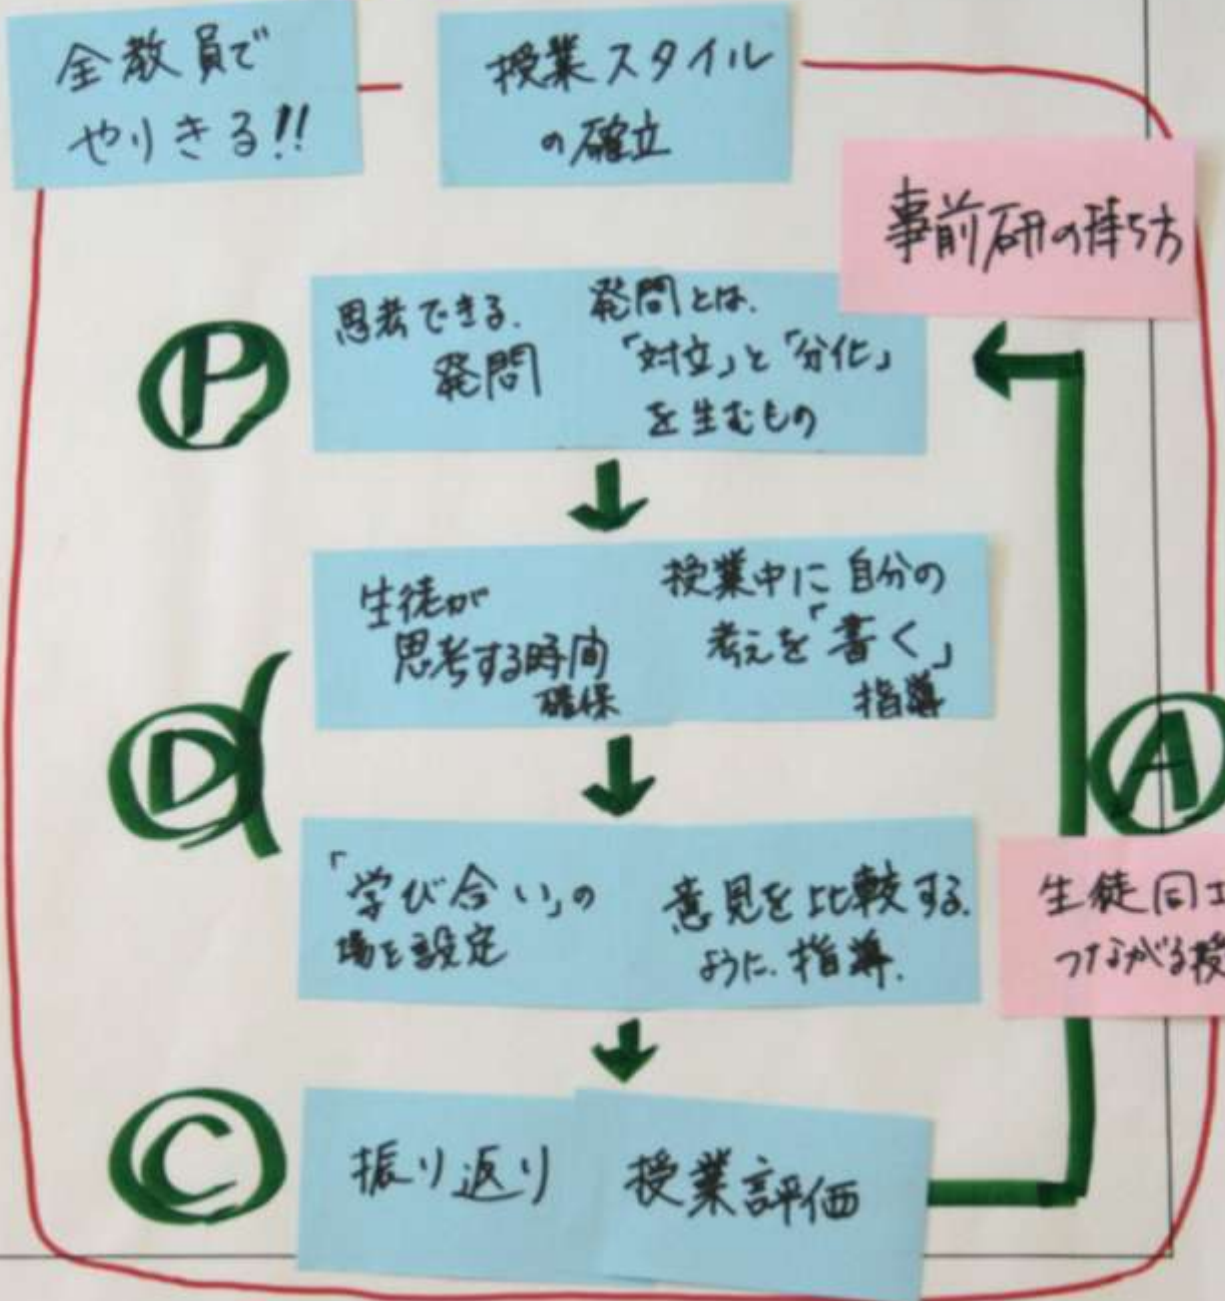 全教員で
やりきる!!
授業スタイル
の確立
事前研の持ち方
P
思考できる.
発問
発問とは.
「対立」と「分化」
を生むもの
D
生徒が
思考する時間
確保
授業中に自分の
考えを「書く」
指導
A
「学び合い」の
場を設定
意見を比較する.
ように.指導.
生徒同士
つながる授
C
振り返り
授業評価